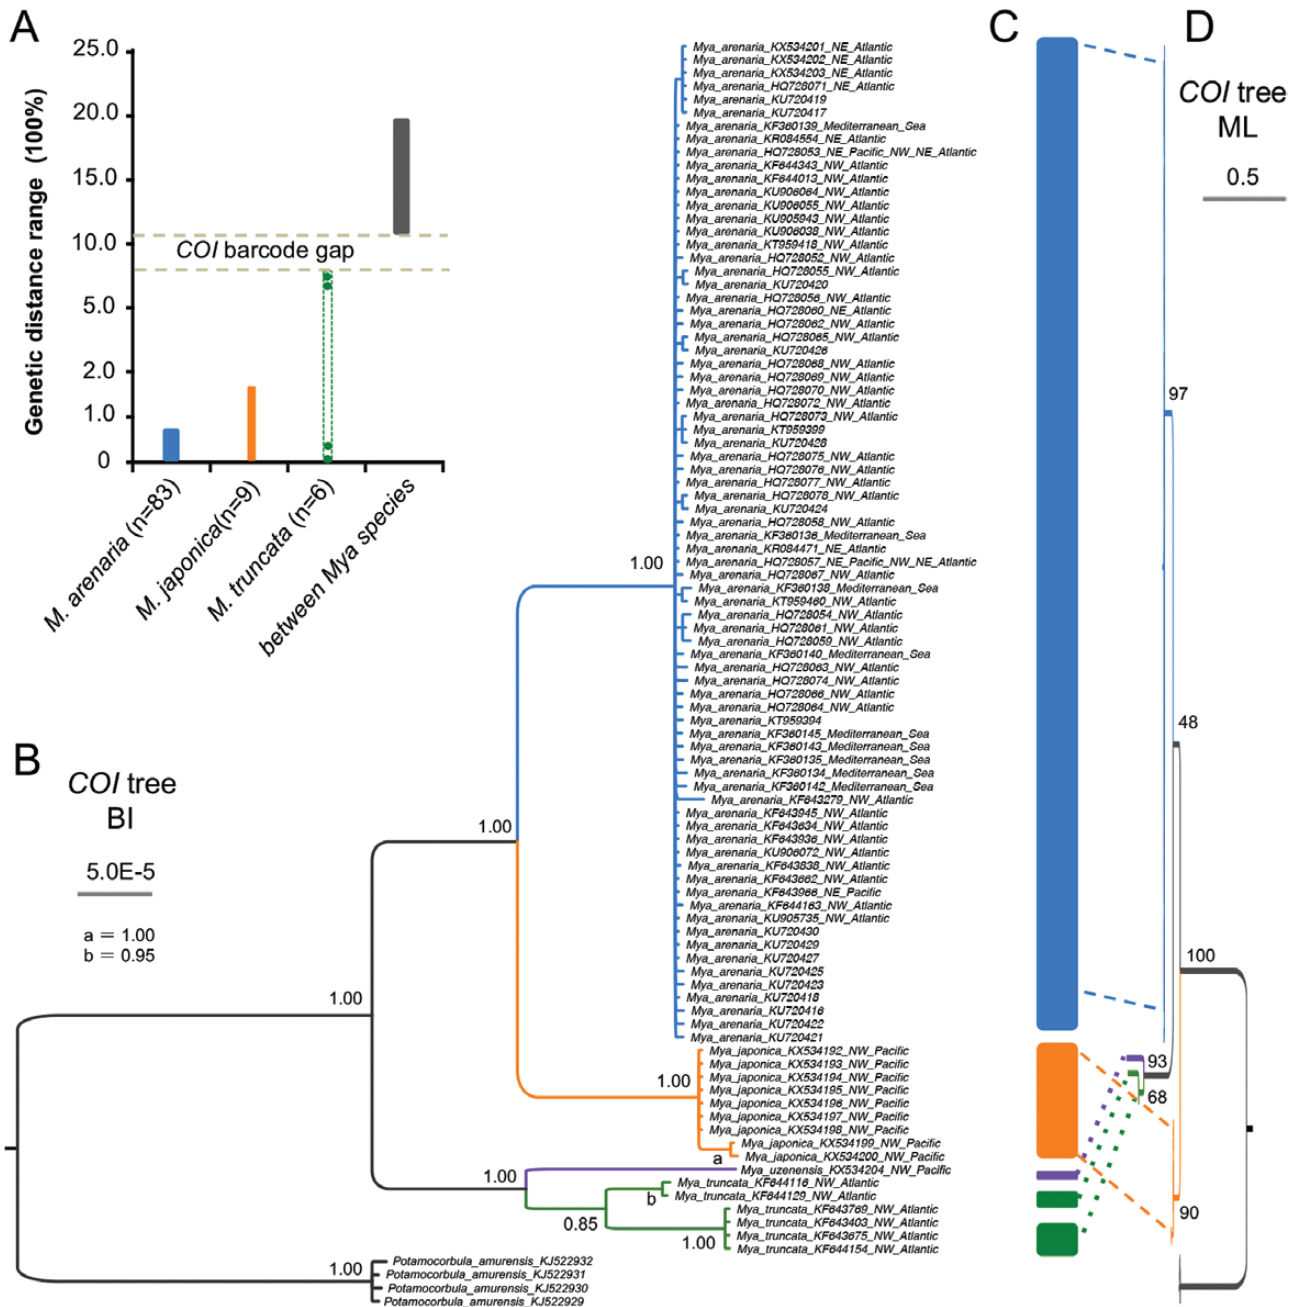 A
25.0
20.0
15.0
10.0
5.0
2.0
1.0
0
Genetic distance range (100%)
COI barcode gap
M. arenaria (n=83)
M. japonica(n=9)
M. truncata (n=6)
between Mya species
B
COI tree
BI
5.0E-5
a = 1.00
b = 0.95
1.00
1.00
1.00
1.00
1.00
a
b
0.85
1.00
1.00
Mya_arenaria_KX534201_NE_Atlantic
Mya_arenaria_KX534202_NE_Atlantic
Mya_arenaria_KX534203_NE_Atlantic
Mya_arenaria_HQ728071_NE_Atlantic
Mya_arenaria_KU720419
Mya_arenaria_KU720417
Mya_arenaria_KF360139_Mediterranean_Sea
Mya_arenaria_KR084554_NE_Atlantic
Mya_arenaria_HQ728053_NE_Pacific_NW_NE_Atlantic
Mya_arenaria_KF644343_NW_Atlantic
Mya_arenaria_KF644013_NW_Atlantic
Mya_arenaria_KU906064_NW_Atlantic
Mya_arenaria_KU906055_NW_Atlantic
Mya_arenaria_KU905943_NW_Atlantic
Mya_arenaria_KU906038_NW_Atlantic
Mya_arenaria_KT959418_NW_Atlantic
Mya_arenaria_HQ728052_NW_Atlantic
Mya_arenaria_HQ728055_NW_Atlantic
Mya_arenaria_KU720420
Mya_arenaria_HQ728056_NW_Atlantic
Mya_arenaria_HQ728060_NE_Atlantic
Mya_arenaria_HQ728062_NW_Atlantic
Mya_arenaria_HQ728065_NW_Atlantic
Mya_arenaria_KU720426
Mya_arenaria_HQ728068_NW_Atlantic
Mya_arenaria_HQ728069_NW_Atlantic
Mya_arenaria_HQ728070_NW_Atlantic
Mya_arenaria_HQ728072_NW_Atlantic
Mya_arenaria_HQ728073_NW_Atlantic
Mya_arenaria_KT959399
Mya_arenaria_KU720428
Mya_arenaria_HQ728075_NW_Atlantic
Mya_arenaria_HQ728076_NW_Atlantic
Mya_arenaria_HQ728077_NW_Atlantic
Mya_arenaria_HQ728078_NW_Atlantic
Mya_arenaria_KU720424
Mya_arenaria_HQ728058_NW_Atlantic
Mya_arenaria_KF360136_Mediterranean_Sea
Mya_arenaria_KR084471_NE_Atlantic
Mya_arenaria_HQ728057_NE_Pacific_NW_NE_Atlantic
Mya_arenaria_HQ728067_NW_Atlantic
Mya_arenaria_KF360138_Mediterranean_Sea
Mya_arenaria_KT959460_NW_Atlantic
Mya_arenaria_HQ728054_NW_Atlantic
Mya_arenaria_HQ728061_NW_Atlantic
Mya_arenaria_HQ728059_NW_Atlantic
Mya_arenaria_KF360140_Mediterranean_Sea
Mya_arenaria_HQ728063_NW_Atlantic
Mya_arenaria_HQ728074_NW_Atlantic
Mya_arenaria_HQ728066_NW_Atlantic
Mya_arenaria_HQ728064_NW_Atlantic
Mya_arenaria_KT959394
Mya_arenaria_KF360145_Mediterranean_Sea
Mya_arenaria_KF360143_Mediterranean_Sea
Mya_arenaria_KF360135_Mediterranean_Sea
Mya_arenaria_KF360134_Mediterranean_Sea
Mya_arenaria_KF360142_Mediterranean_Sea
Mya_arenaria_KF643279_NW_Atlantic
Mya_arenaria_KF643945_NW_Atlantic
Mya_arenaria_KF643634_NW_Atlantic
Mya_arenaria_KF643936_NW_Atlantic
Mya_arenaria_KU906072_NW_Atlantic
Mya_arenaria_KF643838_NW_Atlantic
Mya_arenaria_KF643662_NW_Atlantic
Mya_arenaria_KF643966_NE_Pacific
Mya_arenaria_KF644163_NW_Atlantic
Mya_arenaria_KU905735_NW_Atlantic
Mya_arenaria_KU720430
Mya_arenaria_KU720429
Mya_arenaria_KU720427
Mya_arenaria_KU720425
Mya_arenaria_KU720423
Mya_arenaria_KU720418
Mya_arenaria_KU720416
Mya_arenaria_KU720422
Mya_arenaria_KU720421
Mya_japonica_KX534192_NW_Pacific
Mya_japonica_KX534193_NW_Pacific
Mya_japonica_KX534194_NW_Pacific
Mya_japonica_KX534195_NW_Pacific
Mya_japonica_KX534196_NW_Pacific
Mya_japonica_KX534197_NW_Pacific
Mya_japonica_KX534198_NW_Pacific
Mya_japonica_KX534199_NW_Pacific
Mya_japonica_KX534200_NW_Pacific
Mya_uzenensis_KX534204_NW_Pacific
Mya_truncata_KF644116_NW_Atlantic
Mya_truncata_KF644129_NW_Atlantic
Mya_truncata_KF643769_NW_Atlantic
Mya_truncata_KF643403_NW_Atlantic
Mya_truncata_KF643675_NW_Atlantic
Mya_truncata_KF644154_NW_Atlantic
Potamocorbula_amurensis_KJ522932
Potamocorbula_amurensis_KJ522931
Potamocorbula_amurensis_KJ522930
Potamocorbula_amurensis_KJ522929
C
D
COI tree
ML
0.5
97
48
100
93
68
90